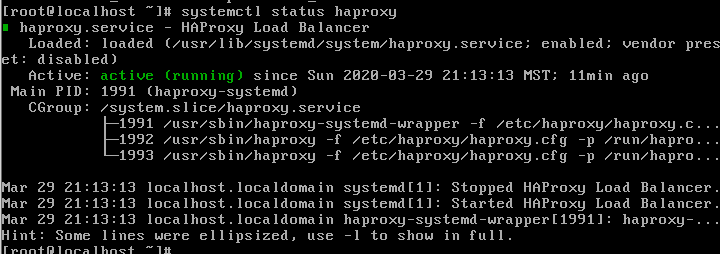 [root@localhost ~]# systemctl status haproxy
haproxy.service - HAProxy Load Balancer
Loaded: loaded (/usr/lib/systemd/system/haproxy.service; enabled; vendor pres
et: disabled)
Active: active (running) since Sun 2020-03-29 21:13:13 MST; 11min ago
Main PID: 1991 (haproxy-systemd)
CGroup: /system.slice/haproxy.service
├─1991 /usr/sbin/haproxy-systemd-wrapper -f /etc/haproxy/haproxy.c...
├─1992 /usr/sbin/haproxy -f /etc/haproxy/haproxy.cfg -p /run/hapro...
└─1993 /usr/sbin/haproxy -f /etc/haproxy/haproxy.cfg -p /run/hapro...
Mar 29 21:13:13 localhost.localdomain systemd[1]: Stopped HAProxy Load Balancer.
Mar 29 21:13:13 localhost.localdomain systemd[1]: Started HAProxy Load Balancer.
Mar 29 21:13:13 localhost.localdomain haproxy-systemd-wrapper[1991]: haproxy-...
Hint: Some lines were ellipsized, use -l to show in full.
[root@localhost ~]#